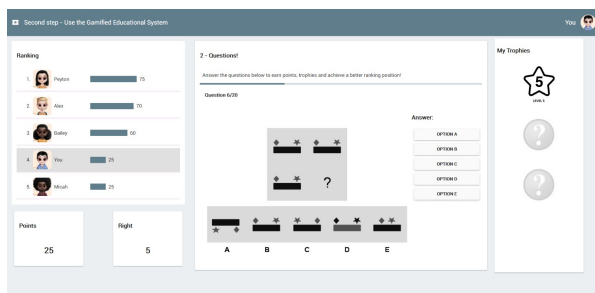 Second step - Use the Gamified Educational System
You
Ranking
1. Peyton 75
2. Alex 70
3. Bailey 60
4. You 25
5. Micah 25
Points
25
Right
5
2 - Questions!
Answer the questions below to earn points, trophies and achieve a better ranking position!
Question 6/20
?
A B C D E
Answer:
OPTION A
OPTION B
OPTION C
OPTION D
OPTION E
My Trophies
5
LEVEL 5
?
?